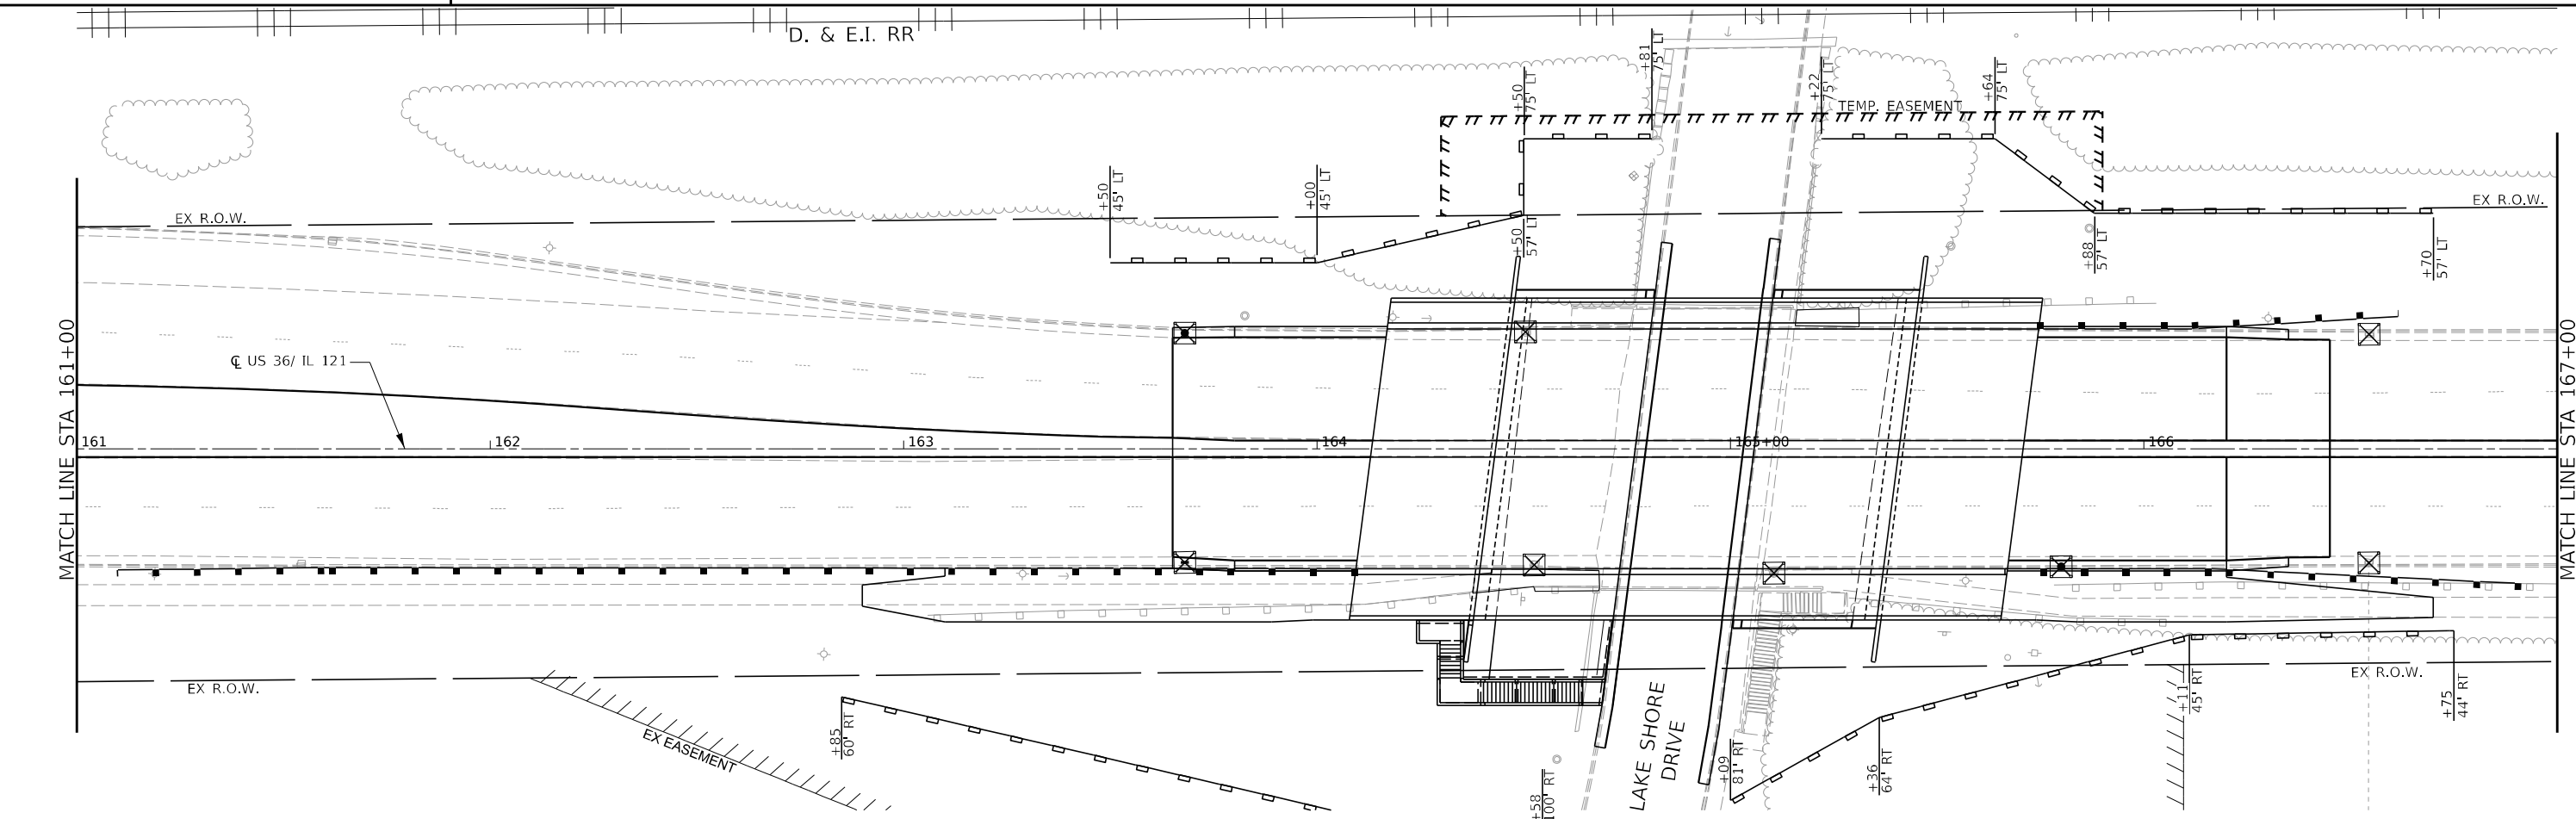 D. & E.I. RR
+81
75' LT
+50
75' LT
+22
75' LT
+64
75' LT
TEMP. EASEMENT
+50
45' LT
+00
45' LT
EX R.O.W.
EX R.O.W.
+50
57' LT
+88
57' LT
+70
57' LT
MATCH LINE STA 161+00
℄ US 36/ IL 121
161
162
163
164
165+00
166
MATCH LINE STA 167+00
EX R.O.W.
EX R.O.W.
EX EASEMENT
+85
60' RT
+58
100' RT
LAKE SHORE
DRIVE
+09
81' RT
+36
64' RT
+11
45' RT
+75
44' RT